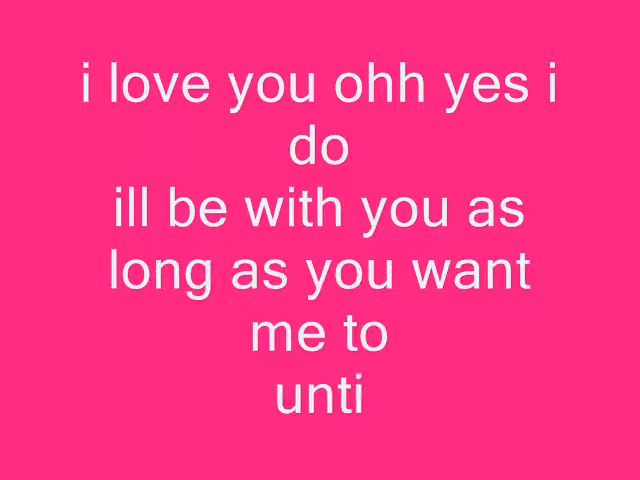 i love you ohh yes i
do
ill be with you as
long as you want
me to
unti